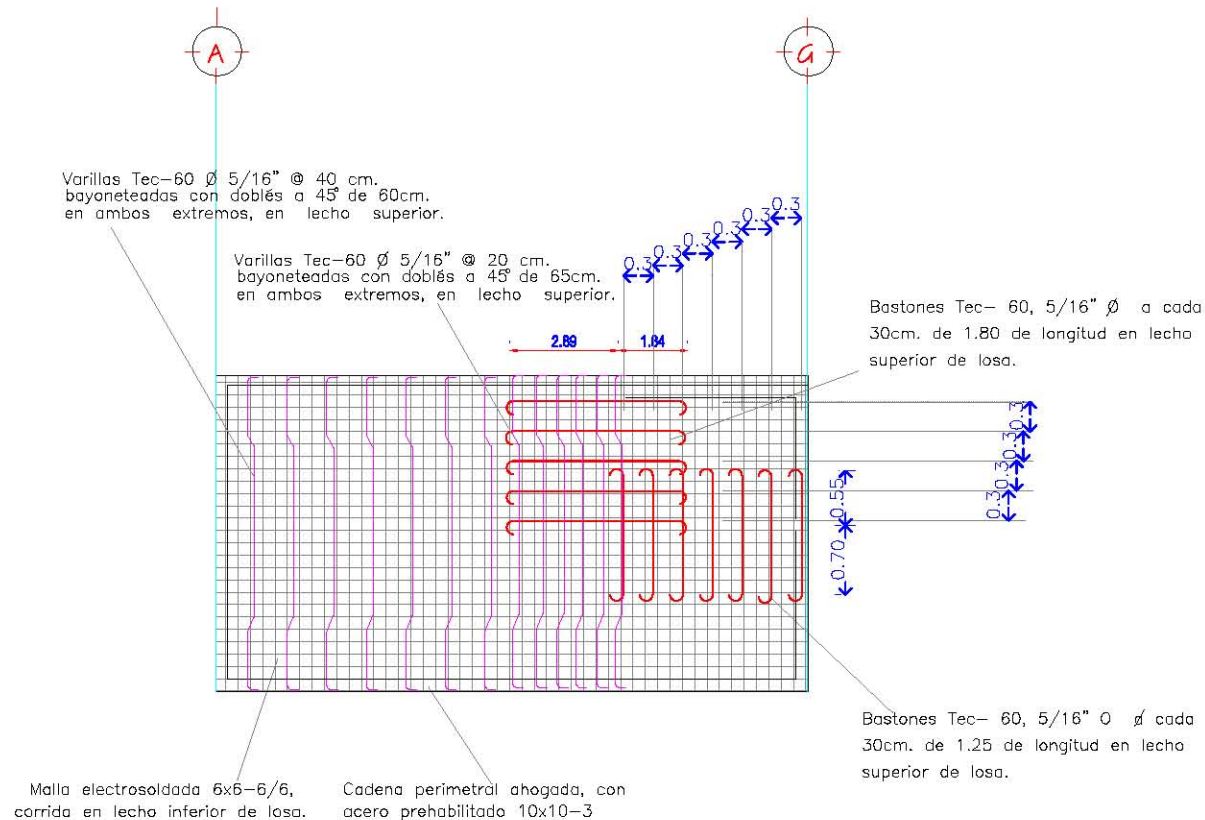 A
G
Varillas Tec-60 Ø 5/16" @ 40 cm.
bayoneteadas con doblés a 45° de 60cm.
en ambos extremos, en lecho superior.
Varillas Tec-60 Ø 5/16" @ 20 cm.
bayoneteadas con doblés a 45° de 65cm.
en ambos extremos, en lecho superior.
0.3
0.3
0.3
0.3
0.3
0.3
2.69
1.64
Bastones Tec- 60, 5/16" Ø a cada
30cm. de 1.80 de longitud en lecho
superior de losa.
0.3
0.3
0.3
0.3
0.55
0.70
Bastones Tec- 60, 5/16" O ø cada
30cm. de 1.25 de longitud en lecho
superior de losa.
Malla electrosoldada 6x6-6/6,
corrida en lecho inferior de losa.
Cadena perimetral ahogada, con
acero prehabilitado 10x10-3